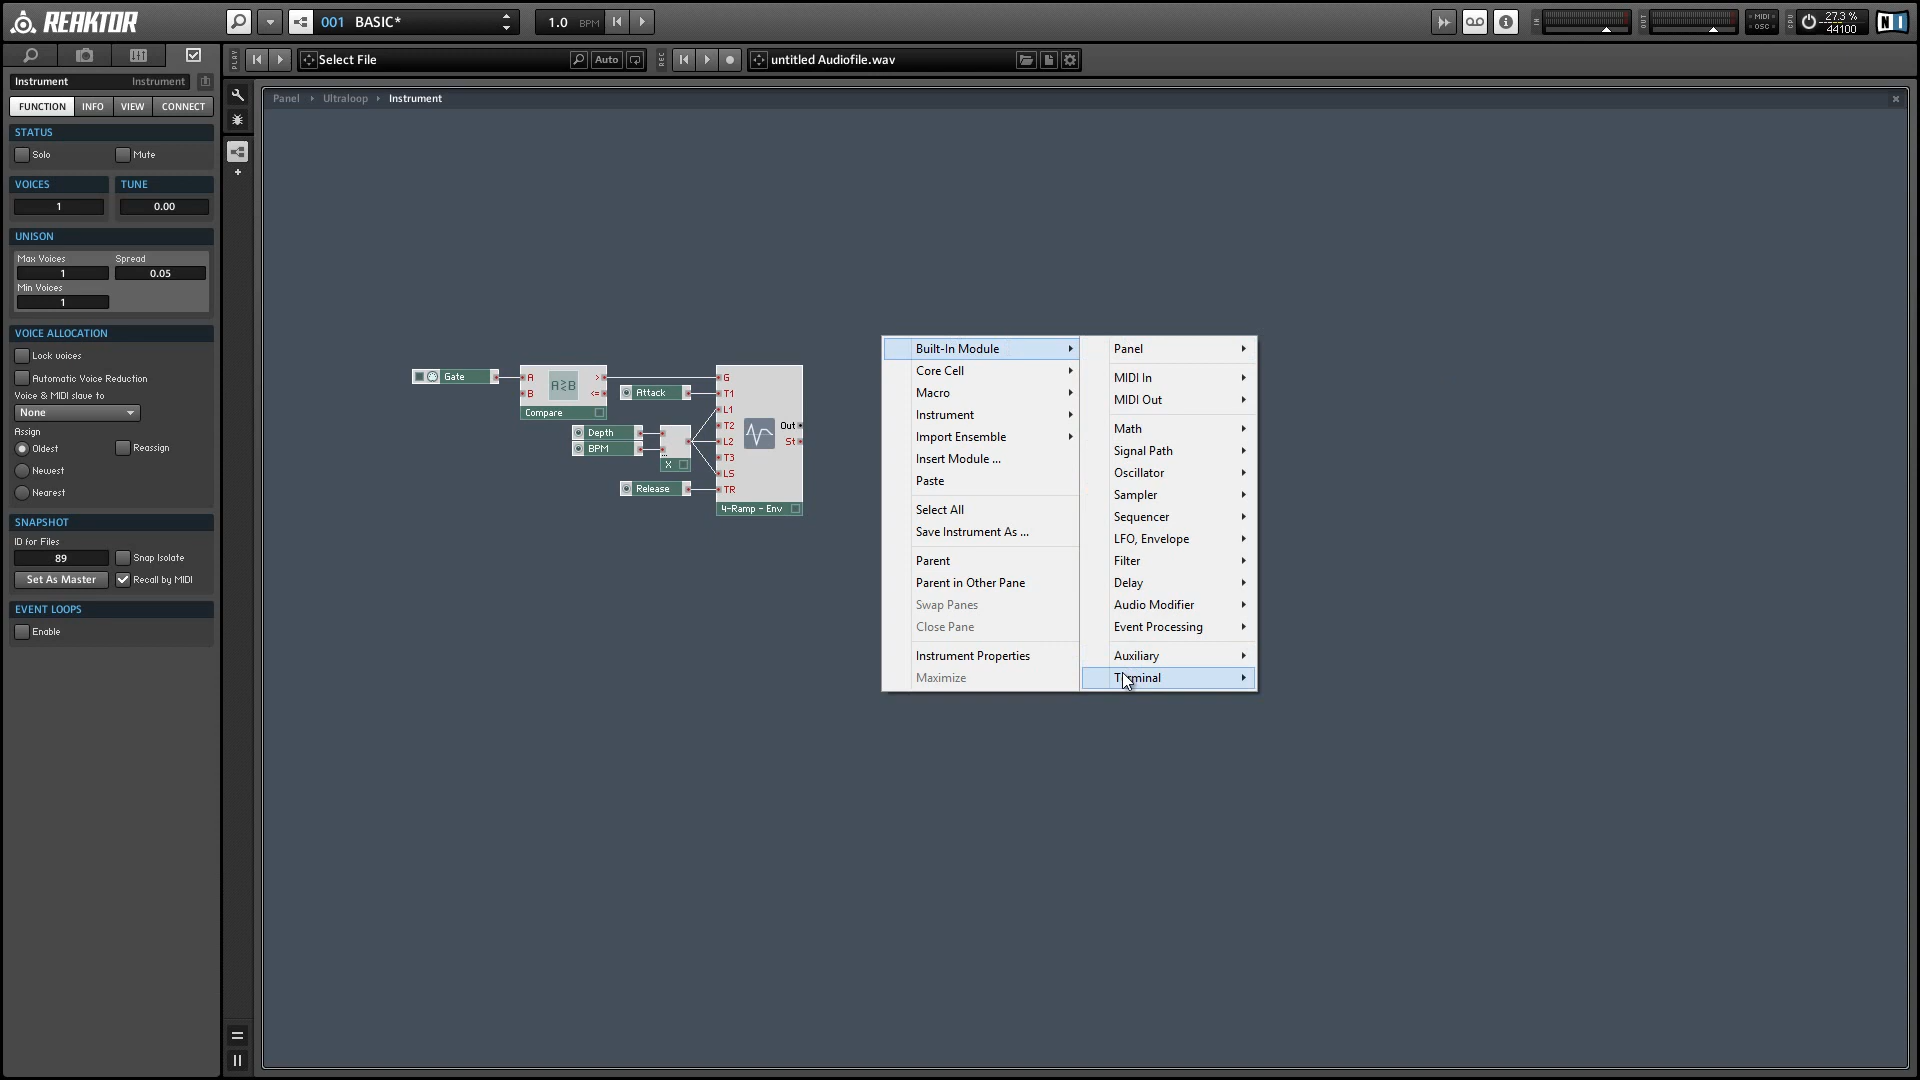 REAKTOR
001 BASIC*
1.0 BPM
IN
OUT
MIDI
OSC
CPU
27.3 %
44100
NI
PLAY
Select File
Auto
REC
untitled Audiofile.wav
Instrument Instrument
FUNCTION INFO VIEW CONNECT
STATUS
Solo Mute
VOICES TUNE
1 0.00
UNISON
Max Voices Spread
1 0.05
Min Voices
1
VOICE ALLOCATION
Lock voices
Automatic Voice Reduction
Voice & MIDI slave to
None
Assign
Oldest Reassign
Newest
Nearest
SNAPSHOT
ID for Files
89 Snap Isolate
Set As Master Recall by MIDI
EVENT LOOPS
Enable
Panel Ultraloop Instrument
Gate
A >
B <=
A≷B
Compare
Attack
Depth
BPM
...
X
Release
G
T1
L1
T2
L2
T3
LS
TR
Out
St
4-Ramp - Env
Built-In Module
Core Cell
Macro
Instrument
Import Ensemble
Insert Module ...
Paste
Select All
Save Instrument As ...
Parent
Parent in Other Pane
Swap Panes
Close Pane
Instrument Properties
Maximize
Panel
MIDI In
MIDI Out
Math
Signal Path
Oscillator
Sampler
Sequencer
LFO, Envelope
Filter
Delay
Audio Modifier
Event Processing
Auxiliary
Terminal